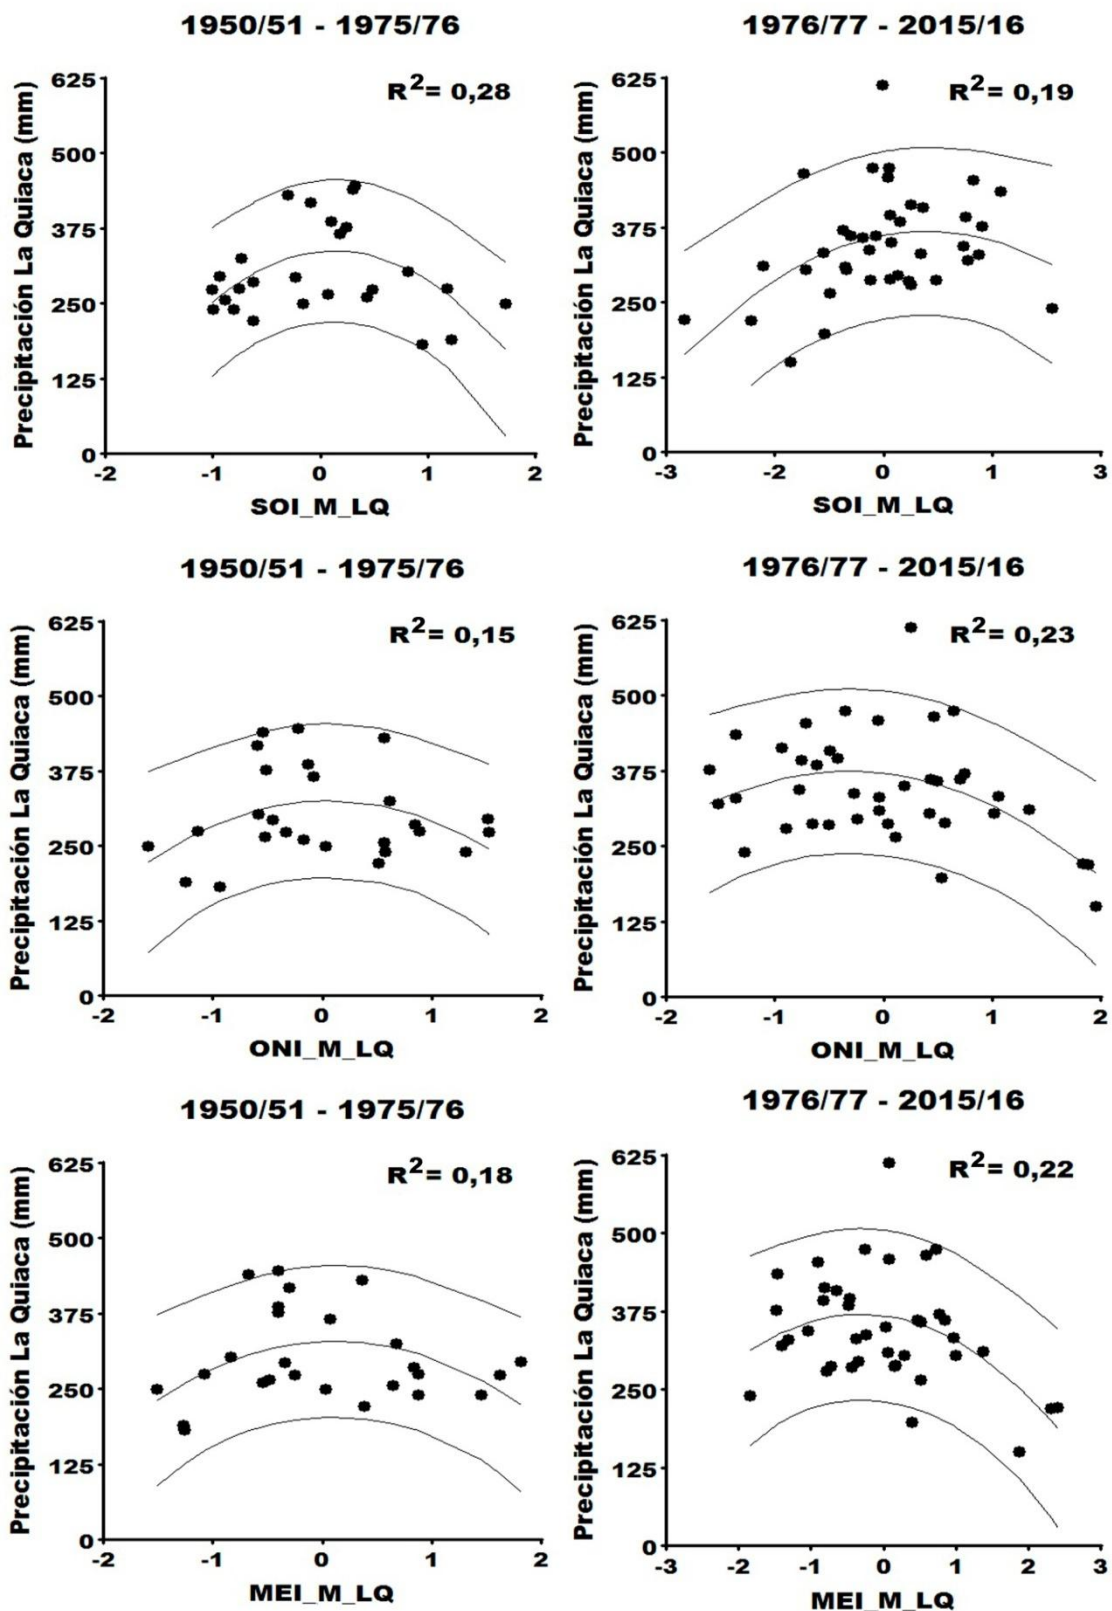 1950/51 - 1975/76
Precipitación La Quiaca (mm)
625
500
375
250
125
0
R²= 0,28
-2 -1 0 1 2
SOI_M_LQ
1976/77 - 2015/16
Precipitación La Quiaca (mm)
625
500
375
250
125
0
R²= 0,19
-3 -2 0 1 3
SOI_M_LQ
1950/51 - 1975/76
Precipitación La Quiaca (mm)
625
500
375
250
125
0
R²= 0,15
-2 -1 0 1 2
ONI_M_LQ
1976/77 - 2015/16
Precipitación La Quiaca (mm)
625
500
375
250
125
0
R²= 0,23
-2 -1 0 1 2
ONI_M_LQ
1950/51 - 1975/76
Precipitación La Quiaca (mm)
625
500
375
250
125
0
R²= 0,18
-2 -1 0 1 2
MEI_M_LQ
1976/77 - 2015/16
Precipitación La Quiaca (mm)
625
500
375
250
125
0
R²= 0,22
-3 -2 0 1 3
MEI_M_LQ